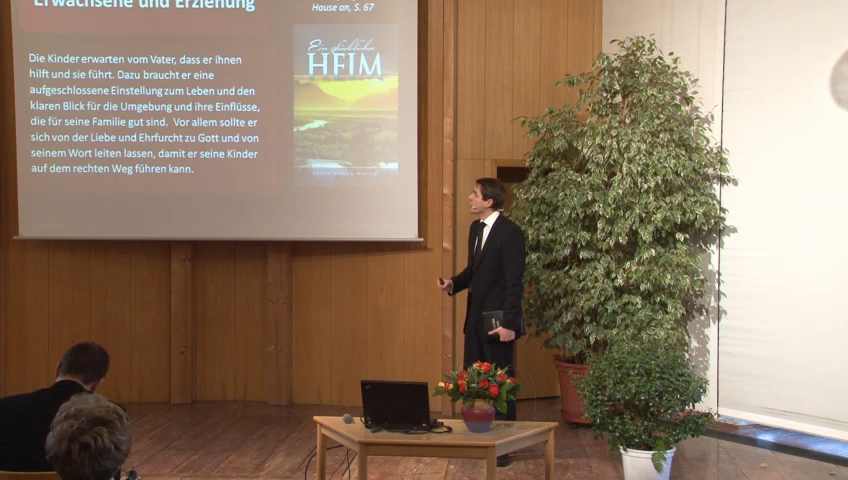 Erwachsene und Erziehung
Hause an, S. 67
Ein glückliches
HEIM
Die Kinder erwarten vom Vater, dass er ihnen
hilft und sie führt. Dazu braucht er eine
aufgeschlossene Einstellung zum Leben und den
klaren Blick für die Umgebung und ihre Einflüsse,
die für seine Familie gut sind. Vor allem sollte er
sich von der Liebe und Ehrfurcht zu Gott und von
seinem Wort leiten lassen, damit er seine Kinder
auf dem rechten Weg führen kann.